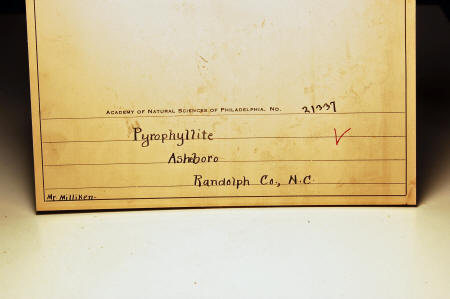 ACADEMY OF NATURAL SCIENCES OF PHILADELPHIA, NO. 21337
Pyrophyllite
Asheboro
Randolph Co., N.C.
Mr. Milliken.